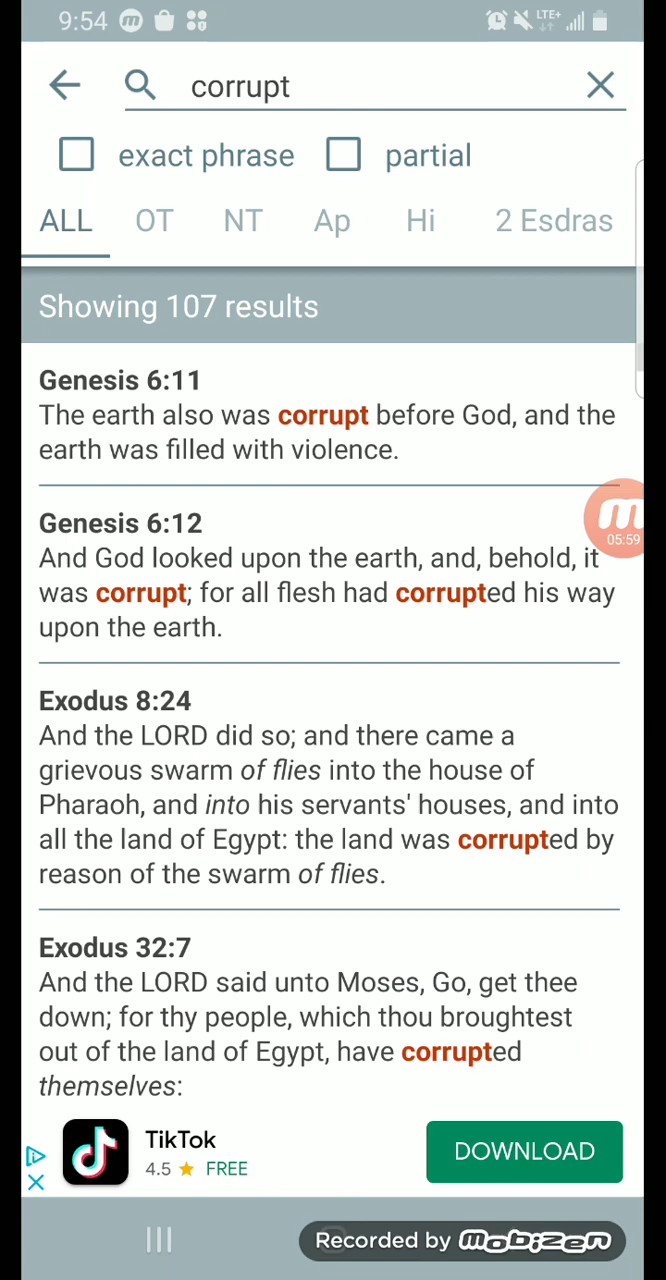 9:54
LTE+
corrupt
exact phrase partial
ALL OT NT Ap Hi 2 Esdras
Showing 107 results
Genesis 6:11
The earth also was corrupt before God, and the
earth was filled with violence.
Genesis 6:12
05:59
And God looked upon the earth, and, behold, it
was corrupt; for all flesh had corrupted his way
upon the earth.
Exodus 8:24
And the LORD did so; and there came a
grievous swarm of flies into the house of
Pharaoh, and into his servants' houses, and into
all the land of Egypt: the land was corrupted by
reason of the swarm of flies.
Exodus 32:7
And the LORD said unto Moses, Go, get thee
down; for thy people, which thou broughtest
out of the land of Egypt, have corrupted
themselves:
TikTok
4.5 ★ FREE
DOWNLOAD
Recorded by mobizen